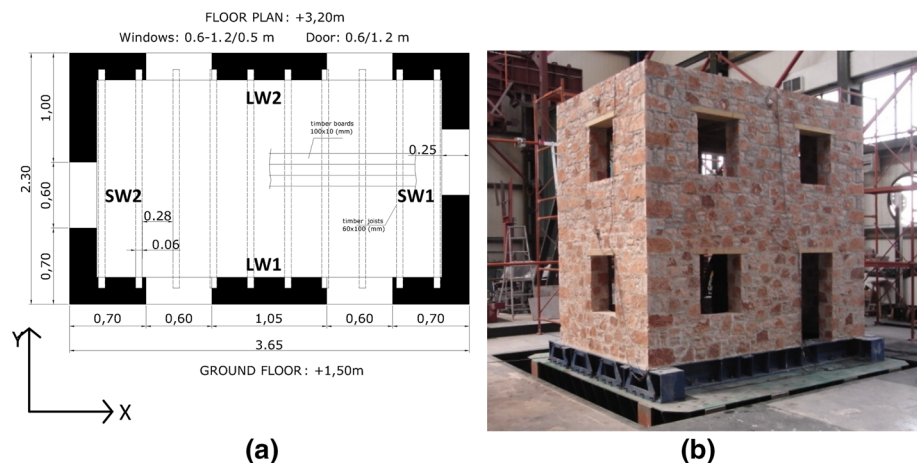 FLOOR PLAN: +3,20m
Windows: 0.6-1.2/0.5 m Door: 0.6/1.2 m
LW2
timber boards
100x10 (mm)
0.25
1,00
2.30
0,60
0,70
SW2
SW1
0.28
0.06
timber joists
60x100 (mm)
LW1
0,70 0,60 1,05 0,60 0,70
3.65
GROUND FLOOR: +1,50m
Y
X
(a)
(b)